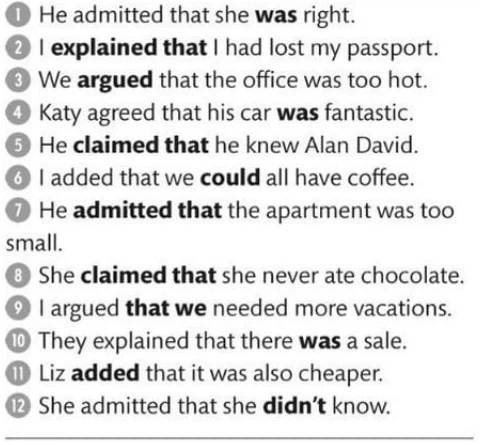 1 He admitted that she was right.
2 I explained that I had lost my passport.
3 We argued that the office was too hot.
4 Katy agreed that his car was fantastic.
5 He claimed that he knew Alan David.
6 I added that we could all have coffee.
7 He admitted that the apartment was too
small.
8 She claimed that she never ate chocolate.
9 I argued that we needed more vacations.
10 They explained that there was a sale.
11 Liz added that it was also cheaper.
12 She admitted that she didn't know.